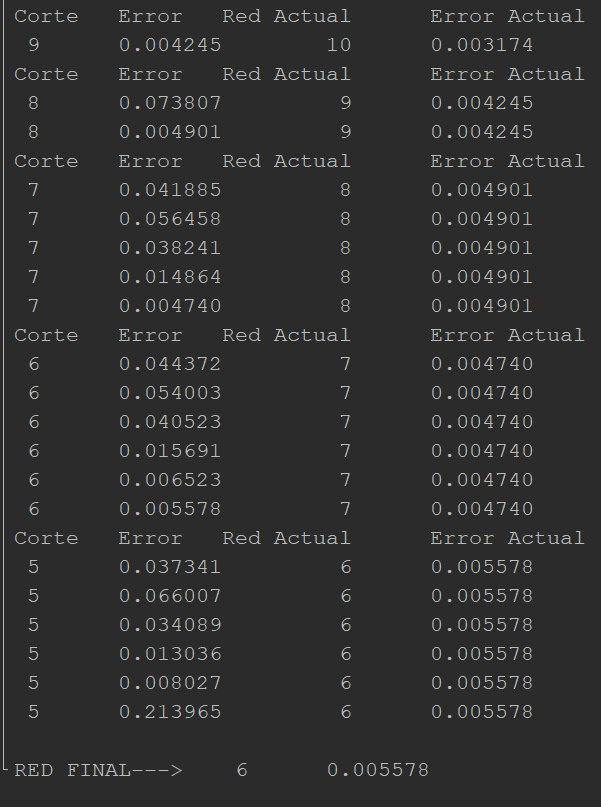 Corte Error Red Actual Error Actual
9 0.004245 10 0.003174
Corte Error Red Actual Error Actual
8 0.073807 9 0.004245
8 0.004901 9 0.004245
Corte Error Red Actual Error Actual
7 0.041885 8 0.004901
7 0.056458 8 0.004901
7 0.038241 8 0.004901
7 0.014864 8 0.004901
7 0.004740 8 0.004901
Corte Error Red Actual Error Actual
6 0.044372 7 0.004740
6 0.054003 7 0.004740
6 0.040523 7 0.004740
6 0.015691 7 0.004740
6 0.006523 7 0.004740
6 0.005578 7 0.004740
Corte Error Red Actual Error Actual
5 0.037341 6 0.005578
5 0.066007 6 0.005578
5 0.034089 6 0.005578
5 0.013036 6 0.005578
5 0.008027 6 0.005578
5 0.213965 6 0.005578
RED FINAL---> 6 0.005578